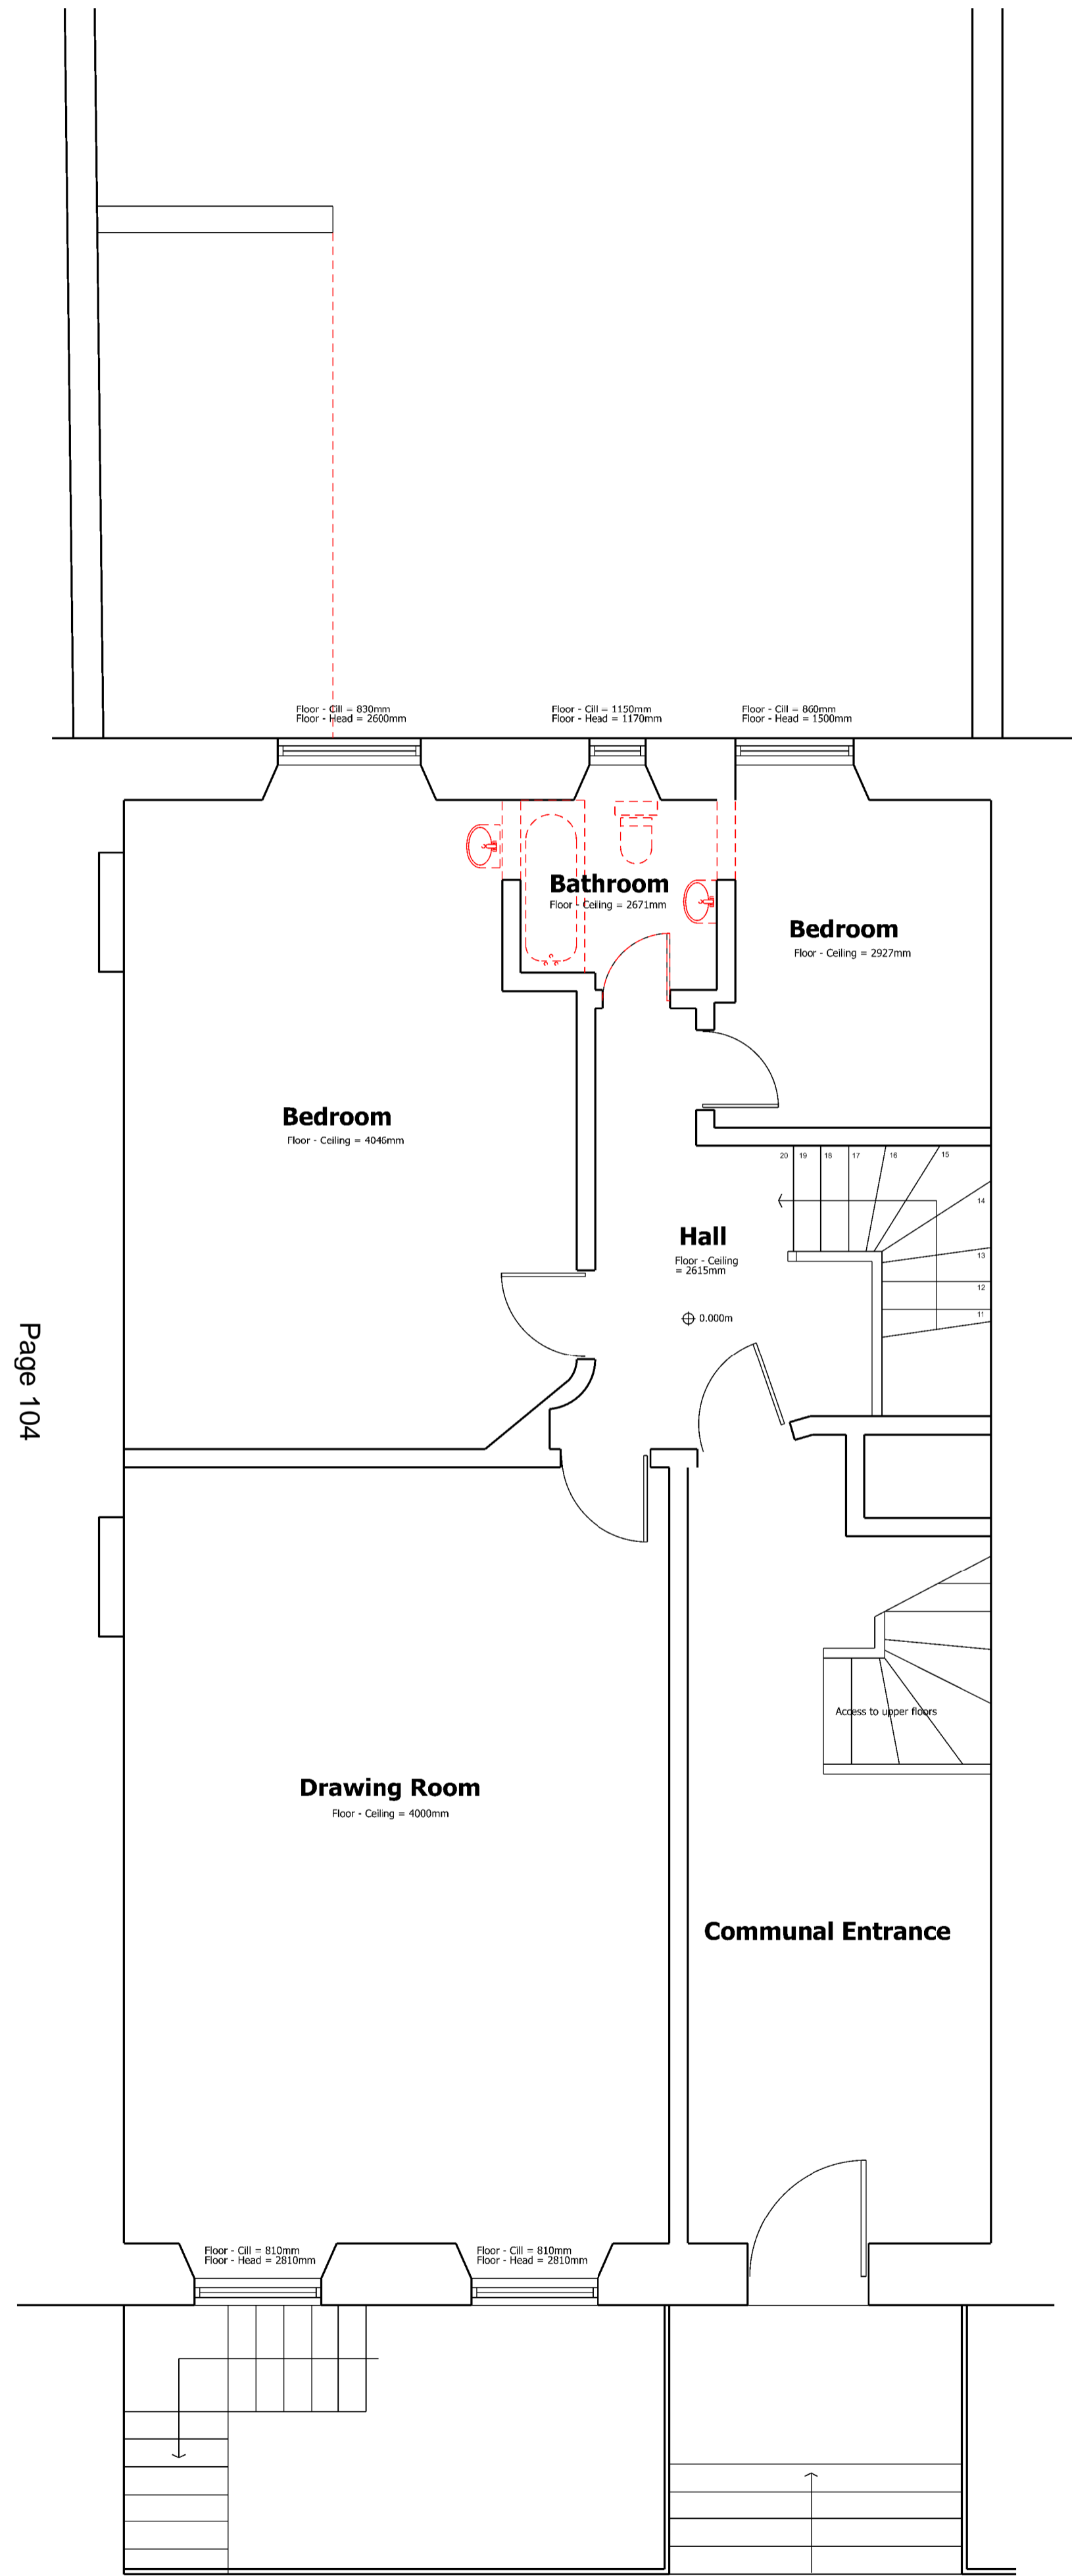 Floor - Cill = 830mm
Floor - Head = 2600mm
Floor - Cill = 1150mm
Floor - Head = 1170mm
Floor - Cill = 860mm
Floor - Head = 1500mm
Bathroom
Floor - Ceiling = 2671mm
Bedroom
Floor - Ceiling = 2927mm
Bedroom
Floor - Ceiling = 4046mm
20 19 18 17 16 15
14
13
12
11
Hall
Floor - Ceiling
= 2615mm
0.000m
Page 104
Access to upper floors
Drawing Room
Floor - Ceiling = 4000mm
Communal Entrance
Floor - Cill = 810mm
Floor - Head = 2810mm
Floor - Cill = 810mm
Floor - Head = 2810mm